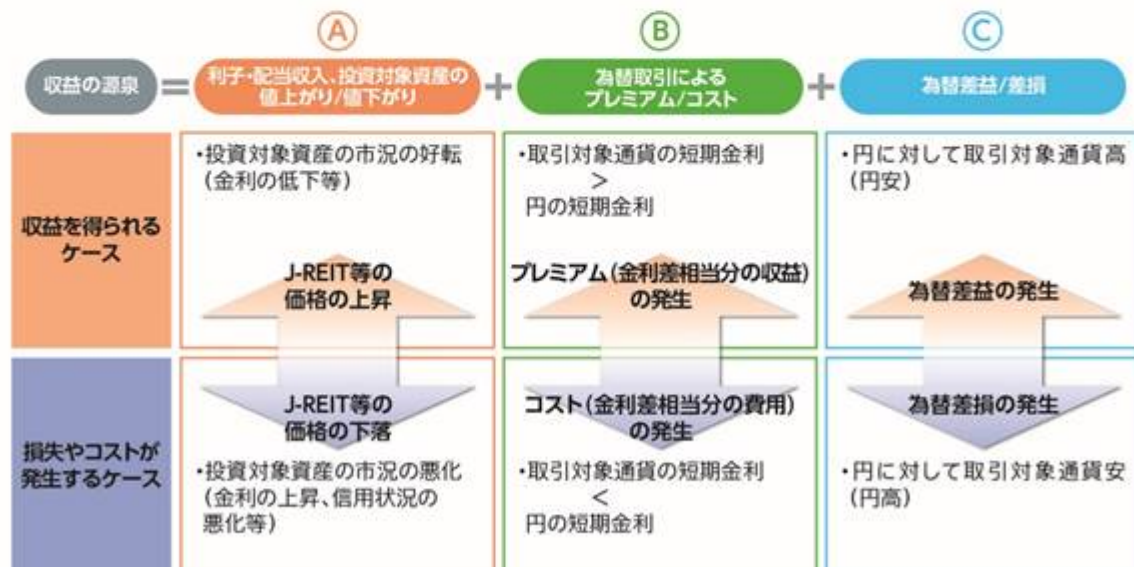 Ⓐ
Ⓑ
Ⓒ
収益の源泉
=
利子・配当収入、投資対象資産の
値上がり/値下がり
+
為替取引による
プレミアム/コスト
+
為替差益/差損
収益を得られる
ケース
・投資対象資産の市況の好転
(金利の低下等)
J-REIT等の
価格の上昇
・取引対象通貨の短期金利
>
円の短期金利
プレミアム(金利差相当分の収益)
の発生
・円に対して取引対象通貨高
(円安)
為替差益の発生
損失やコストが
発生するケース
J-REIT等の
価格の下落
・投資対象資産の市況の悪化
(金利の上昇、信用状況の
悪化等)
コスト(金利差相当分の費用)
の発生
・取引対象通貨の短期金利
<
円の短期金利
為替差損の発生
・円に対して取引対象通貨安
(円高)